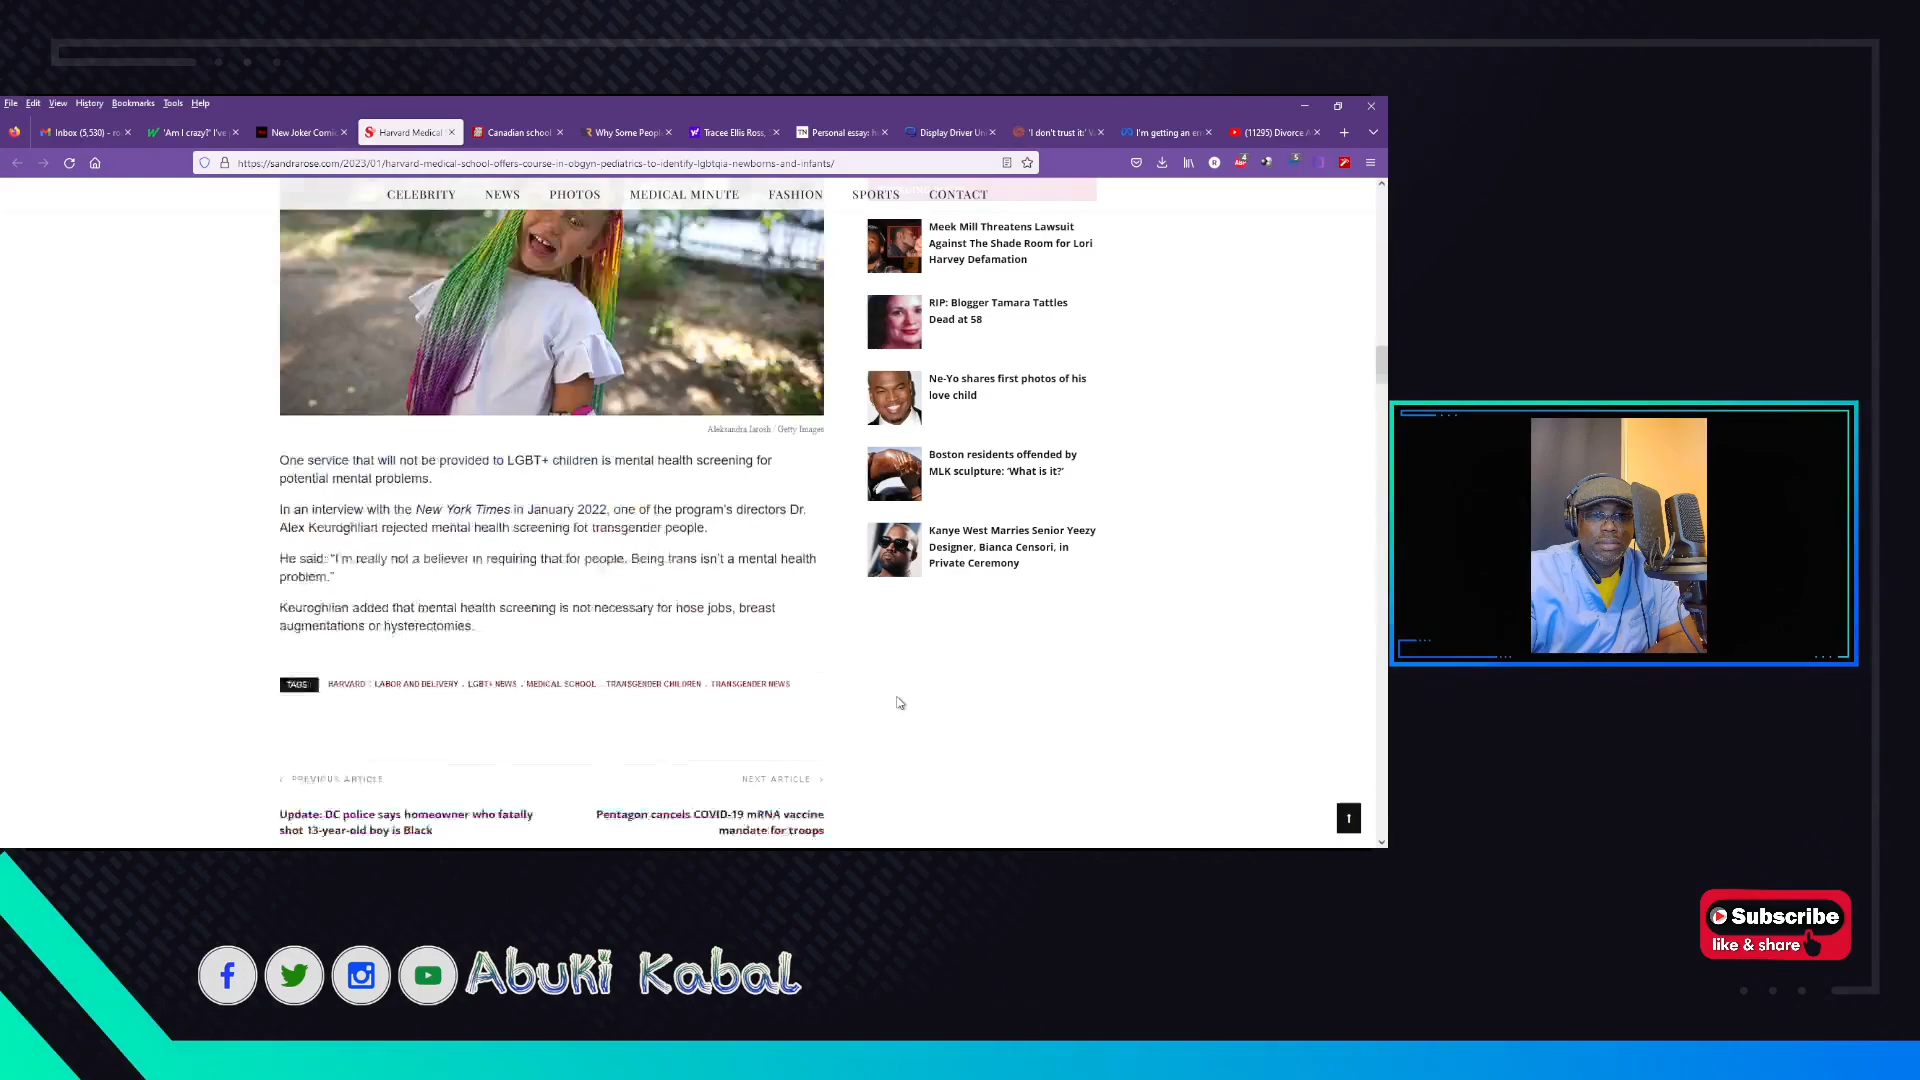 File Edit View History Bookmarks Tools Help
Inbox (5,530) - ro
'Am I crazy?' I've
New Joker Comic
Harvard Medical
Canadian school
Why Some People
Tracee Ellis Ross,
Personal essay: h
Display Driver Un
'I don't trust it:' V
I'm getting an er
(11295) Divorce A
https://sandrarose.com/2023/01/harvard-medical-school-offers-course-in-obgyn-pediatrics-to-identify-lgbtqia-newborns-and-infants/
CELEBRITY NEWS PHOTOS MEDICAL MINUTE FASHION SPORTS CONTACT
Aleksandra Iarosh / Getty Images
One service that will not be provided to LGBT+ children is mental health screening for
potential mental problems.
In an interview with the New York Times in January 2022, one of the program's directors Dr.
Alex Keuroghlian rejected mental health screening for transgender people.
He said: "I'm really not a believer in requiring that for people. Being trans isn't a mental health
problem."
Keuroghlian added that mental health screening is not necessary for nose jobs, breast
augmentations or hysterectomies.
TAGS HARVARD . LABOR AND DELIVERY . LGBT+ NEWS . MEDICAL SCHOOL . TRANSGENDER CHILDREN . TRANSGENDER NEWS
PREVIOUS ARTICLE
Update: DC police says homeowner who fatally
shot 13-year-old boy is Black
NEXT ARTICLE
Pentagon cancels COVID-19 mRNA vaccine
mandate for troops
Meek Mill Threatens Lawsuit
Against The Shade Room for Lori
Harvey Defamation
RIP: Blogger Tamara Tattles
Dead at 58
Ne-Yo shares first photos of his
love child
Boston residents offended by
MLK sculpture: 'What is it?'
Kanye West Marries Senior Yeezy
Designer, Bianca Censori, in
Private Ceremony
Subscribe
like & share
Abuki Kabal